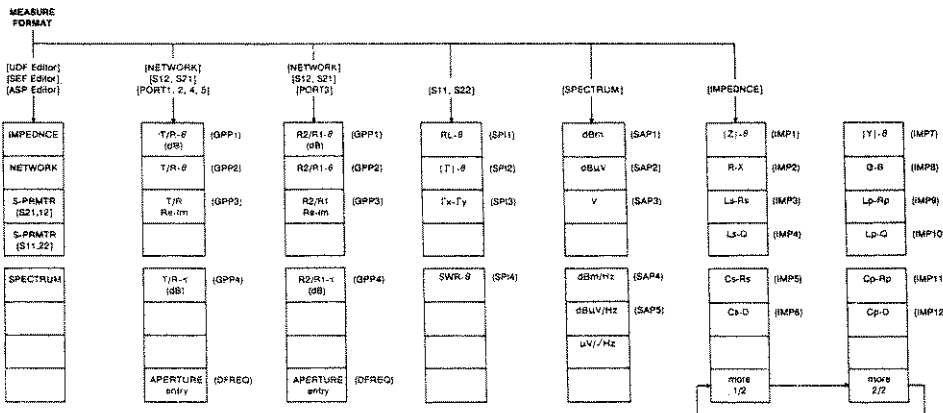 MEASURE
FORMAT
[UDF Editor]
[SEF Editor]
[ASP Editor]
IMPEDNCE
NETWORK
S-PRMTR
[S21,12]
S-PRMTR
[S11,22]
SPECTRUM
[NETWORK]
[S12, S21]
[PORT1, 2, 4, 5]
T/R-θ
(dB)
(GPP1)
T/R-θ
(GPP2)
T/R
Re-Im
(GPP3)
T/R-τ
(dB)
(GPP4)
APERTURE
entry
(DFREQ)
[NETWORK]
[S12, S21]
[PORT3]
R2/R1-θ
(dB)
(GPP1)
R2/R1-θ
(GPP2)
R2/R1
Re-Im
(GPP3)
R2/R1-τ
(dB)
(GPP4)
APERTURE
entry
(DFREQ)
[S11, S22]
RL-θ
(SPI1)
|Γ|-θ
(SPI2)
Γx-Γy
(SPI3)
SWR-θ
(SPI4)
[SPECTRUM]
dBm
(SAP1)
dBμV
(SAP2)
V
(SAP3)
dBm/Hz
(SAP4)
dBμV/Hz
(SAP5)
μV/√Hz
[IMPEDNCE]
|Z|-θ
(IMP1)
R-X
(IMP2)
Ls-Rs
(IMP3)
Ls-Q
(IMP4)
Cs-Rs
(IMP5)
Cs-D
(IMP6)
more
1/2
|Y|-θ
(IMP7)
G-B
(IMP8)
Lp-Rp
(IMP9)
Lp-Q
(IMP10)
Cp-Rp
(IMP11)
Cp-D
(IMP12)
more
2/2